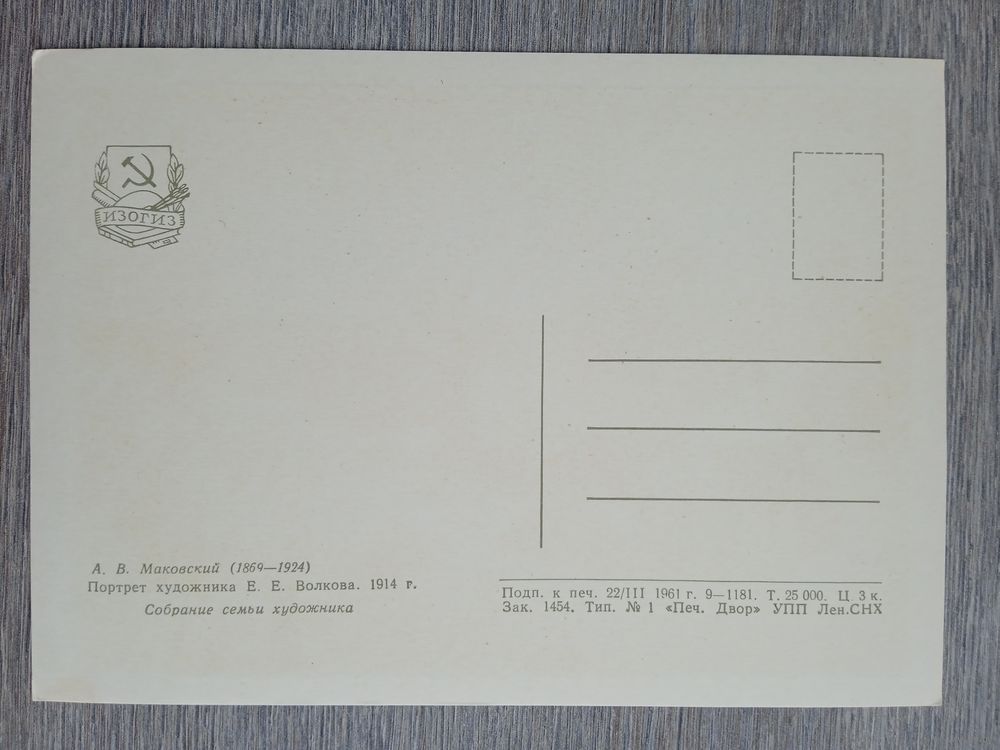 ИЗОГИЗ
А. В. Маковский (1869—1924)
Портрет художника Е. Е. Волкова. 1914 г.
Собрание семьи художника
Подп. к печ. 22/III 1961 г. 9—1181. Т. 25 000. Ц 3 к.
Зак. 1454. Тип. № 1 «Печ. Двор» УПП Лен.СНХ